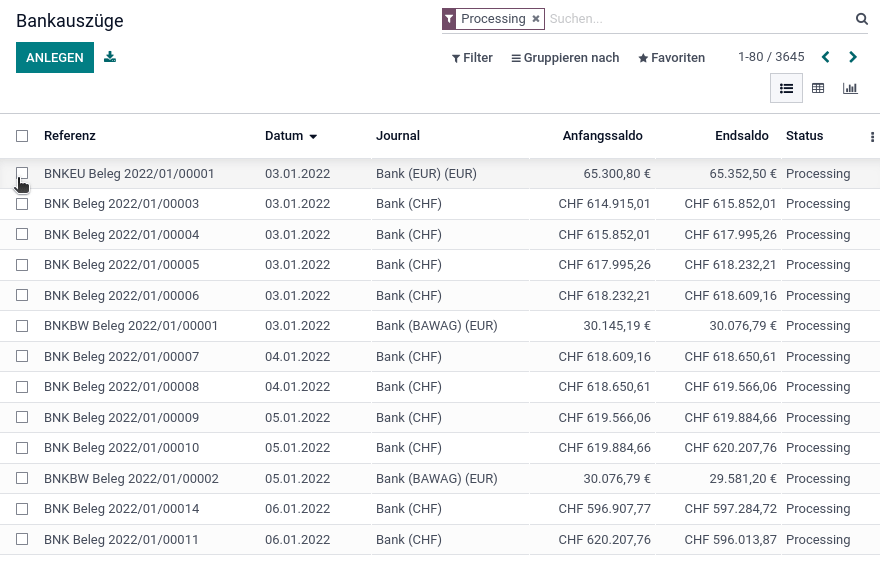 Bankauszüge
Processing Suchen...
ANLEGEN
Filter Gruppieren nach Favoriten 1-80 / 3645
Referenz Datum Journal Anfangssaldo Endsaldo Status
BNKEU Beleg 2022/01/00001 03.01.2022 Bank (EUR) (EUR) 65.300,80 € 65.352,50 € Processing
BNK Beleg 2022/01/00003 03.01.2022 Bank (CHF) CHF 614.915,01 CHF 615.852,01 Processing
BNK Beleg 2022/01/00004 03.01.2022 Bank (CHF) CHF 615.852,01 CHF 617.995,26 Processing
BNK Beleg 2022/01/00005 03.01.2022 Bank (CHF) CHF 617.995,26 CHF 618.232,21 Processing
BNK Beleg 2022/01/00006 03.01.2022 Bank (CHF) CHF 618.232,21 CHF 618.609,16 Processing
BNKBW Beleg 2022/01/00001 03.01.2022 Bank (BAWAG) (EUR) 30.145,19 € 30.076,79 € Processing
BNK Beleg 2022/01/00007 04.01.2022 Bank (CHF) CHF 618.609,16 CHF 618.650,61 Processing
BNK Beleg 2022/01/00008 04.01.2022 Bank (CHF) CHF 618.650,61 CHF 619.566,06 Processing
BNK Beleg 2022/01/00009 05.01.2022 Bank (CHF) CHF 619.566,06 CHF 619.884,66 Processing
BNK Beleg 2022/01/00010 05.01.2022 Bank (CHF) CHF 619.884,66 CHF 620.207,76 Processing
BNKBW Beleg 2022/01/00002 05.01.2022 Bank (BAWAG) (EUR) 30.076,79 € 29.581,20 € Processing
BNK Beleg 2022/01/00014 06.01.2022 Bank (CHF) CHF 596.907,77 CHF 597.284,72 Processing
BNK Beleg 2022/01/00011 06.01.2022 Bank (CHF) CHF 620.207,76 CHF 596.013,87 Processing